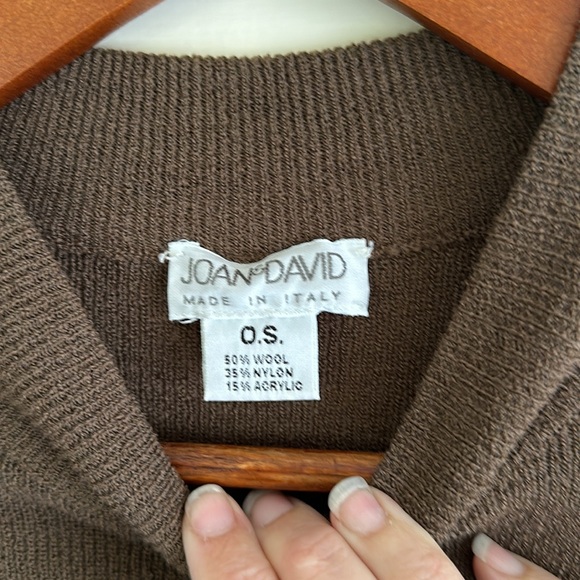 JOAN & DAVID
MADE IN ITALY
O.S.
50% WOOL
35% NYLON
15% ACRYLIC